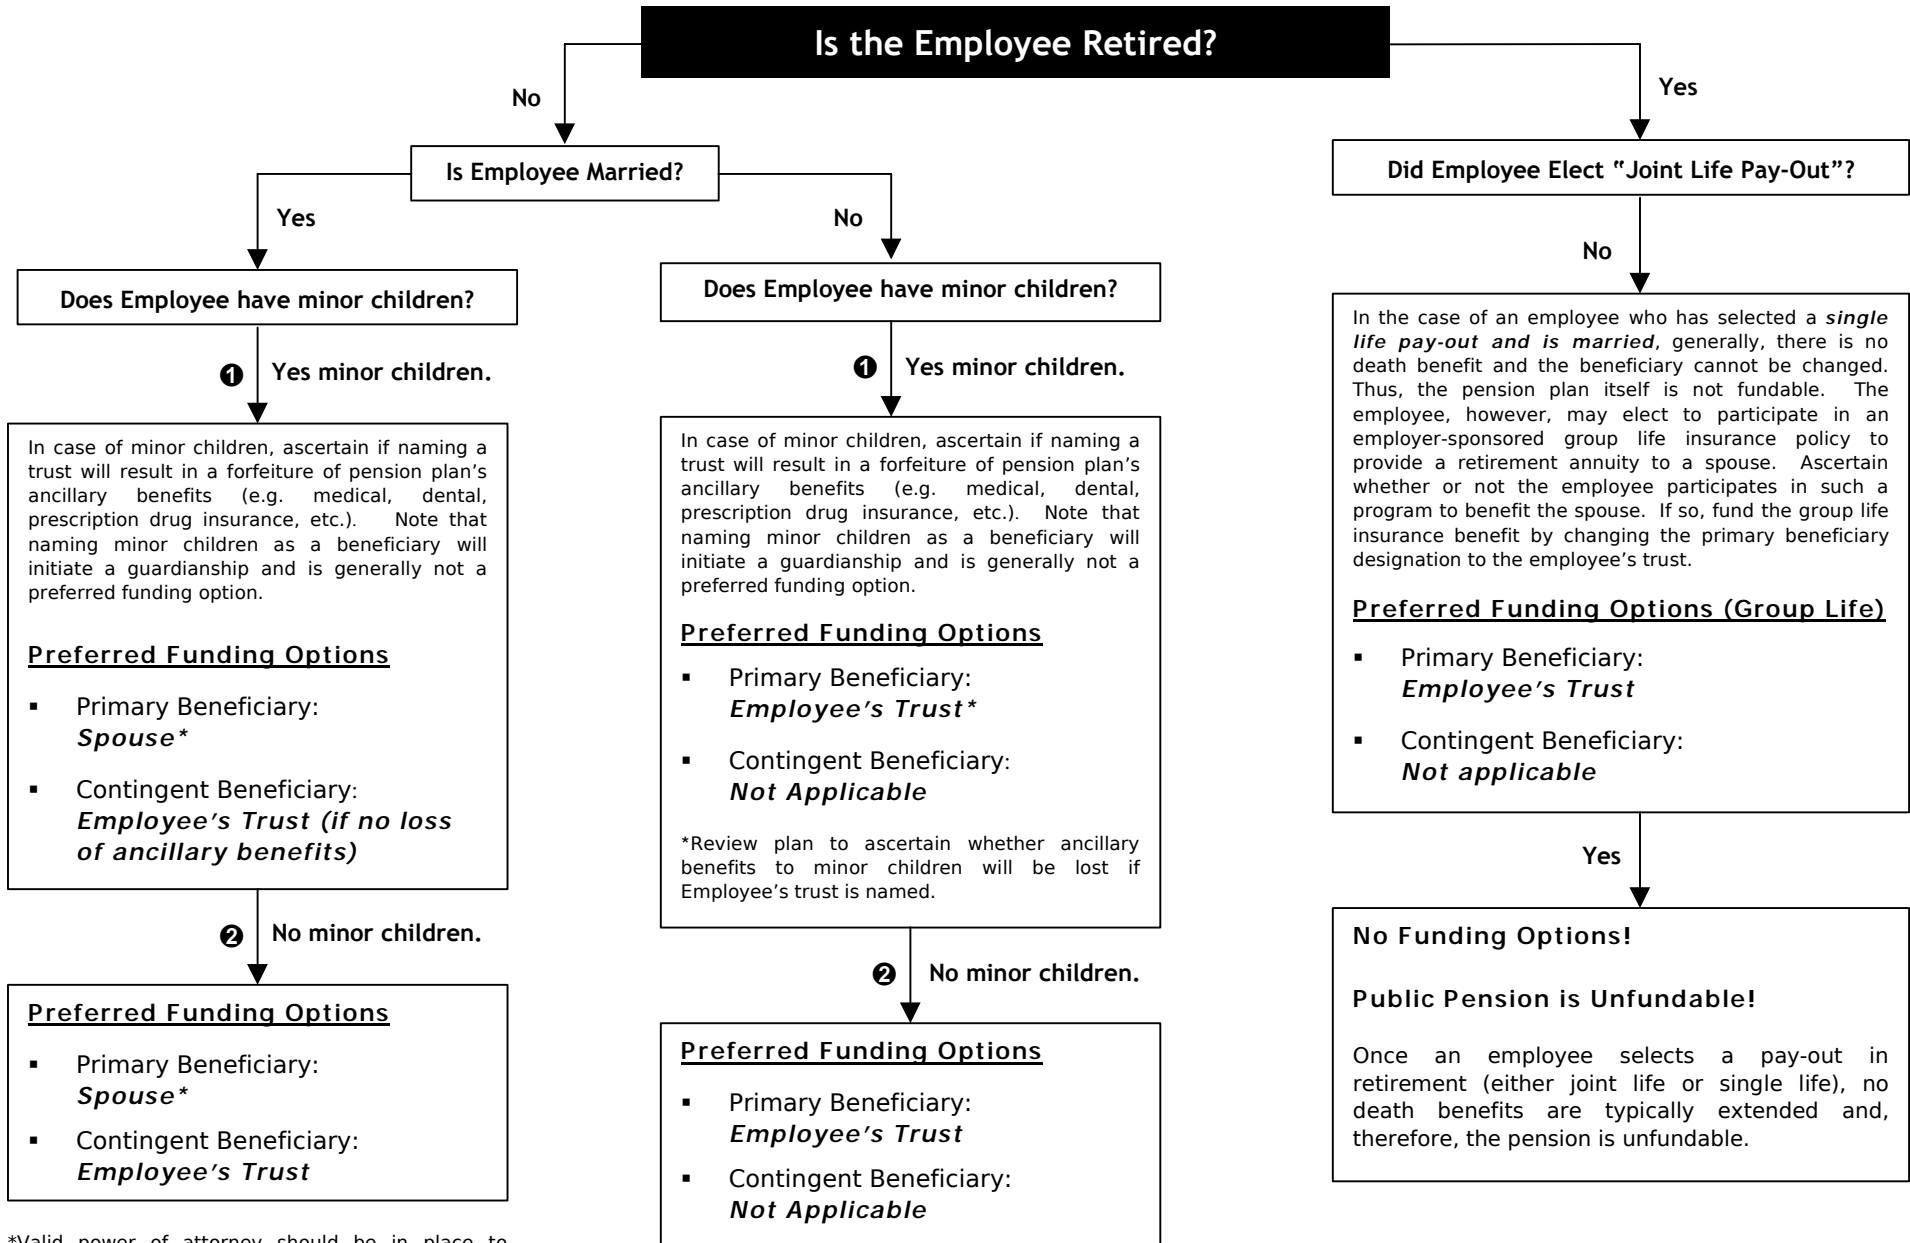 Is the Employee Retired?
No
Yes
Is Employee Married?
Did Employee Elect “Joint Life Pay-Out”?
Yes
No
No
Does Employee have minor children?
❶ Yes minor children.
In case of minor children, ascertain if naming a
trust will result in a forfeiture of pension plan’s
ancillary benefits (e.g. medical, dental,
prescription drug insurance, etc.). Note that
naming minor children as a beneficiary will
initiate a guardianship and is generally not a
preferred funding option.
Preferred Funding Options
▪ Primary Beneficiary:
Spouse*
▪ Contingent Beneficiary:
Employee’s Trust (if no loss
of ancillary benefits)
❷ No minor children.
Preferred Funding Options
▪ Primary Beneficiary:
Spouse*
▪ Contingent Beneficiary:
Employee’s Trust
*Valid power of attorney should be in place to
Does Employee have minor children?
❶ Yes minor children.
In case of minor children, ascertain if naming a
trust will result in a forfeiture of pension plan’s
ancillary benefits (e.g. medical, dental,
prescription drug insurance, etc.). Note that
naming minor children as a beneficiary will
initiate a guardianship and is generally not a
preferred funding option.
Preferred Funding Options
▪ Primary Beneficiary:
Employee’s Trust*
▪ Contingent Beneficiary:
Not Applicable
*Review plan to ascertain whether ancillary
benefits to minor children will be lost if
Employee’s trust is named.
❷ No minor children.
Preferred Funding Options
▪ Primary Beneficiary:
Employee’s Trust
▪ Contingent Beneficiary:
Not Applicable
In the case of an employee who has selected a single
life pay-out and is married, generally, there is no
death benefit and the beneficiary cannot be changed.
Thus, the pension plan itself is not fundable. The
employee, however, may elect to participate in an
employer-sponsored group life insurance policy to
provide a retirement annuity to a spouse. Ascertain
whether or not the employee participates in such a
program to benefit the spouse. If so, fund the group life
insurance benefit by changing the primary beneficiary
designation to the employee’s trust.
Preferred Funding Options (Group Life)
▪ Primary Beneficiary:
Employee’s Trust
▪ Contingent Beneficiary:
Not applicable
Yes
No Funding Options!
Public Pension is Unfundable!
Once an employee selects a pay-out in
retirement (either joint life or single life), no
death benefits are typically extended and,
therefore, the pension is unfundable.